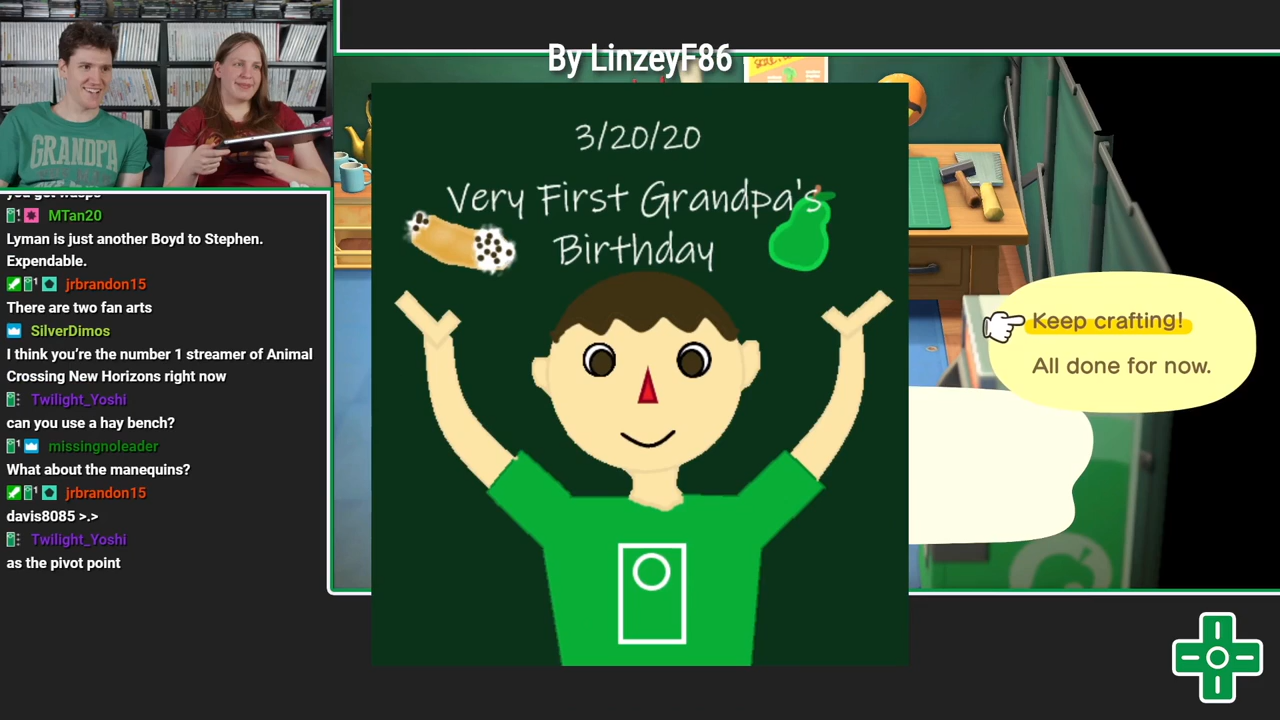 By LinzeyF86
3/20/20
Very First Grandpa's
Birthday
GRANDPA
MTan20
Lyman is just another Boyd to Stephen.
Expendable.
jrbrandon15
There are two fan arts
SilverDimos
I think you're the number 1 streamer of Animal
Crossing New Horizons right now
Twilight_Yoshi
can you use a hay bench?
missingnoleader
What about the manequins?
jrbrandon15
davis8085 >.>
Twilight_Yoshi
as the pivot point
Keep crafting!
All done for now.